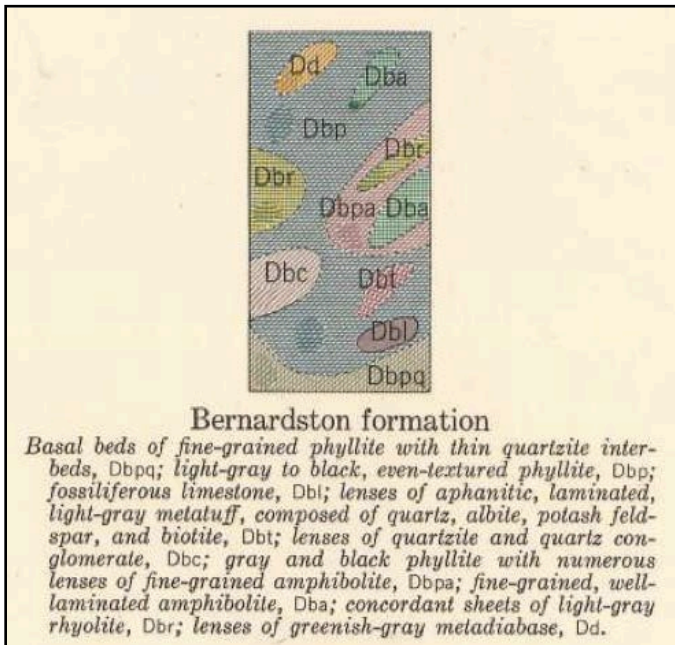 Dd
Dba
Dbp
Dbr
Dbr
Dbpa
Dba
Dbc
Dbt
Dbl
Dbpq
Bernardston formation
Basal beds of fine-grained phyllite with thin quartzite inter-
beds, Dbpq; light-gray to black, even-textured phyllite, Dbp;
fossiliferous limestone, Dbl; lenses of aphanitic, laminated,
light-gray metatuff, composed of quartz, albite, potash feld-
spar, and biotite, Dbt; lenses of quartzite and quartz con-
glomerate, Dbc; gray and black phyllite with numerous
lenses of fine-grained amphibolite, Dbpa; fine-grained, well-
laminated amphibolite, Dba; concordant sheets of light-gray
rhyolite, Dbr; lenses of greenish-gray metadiabase, Dd.